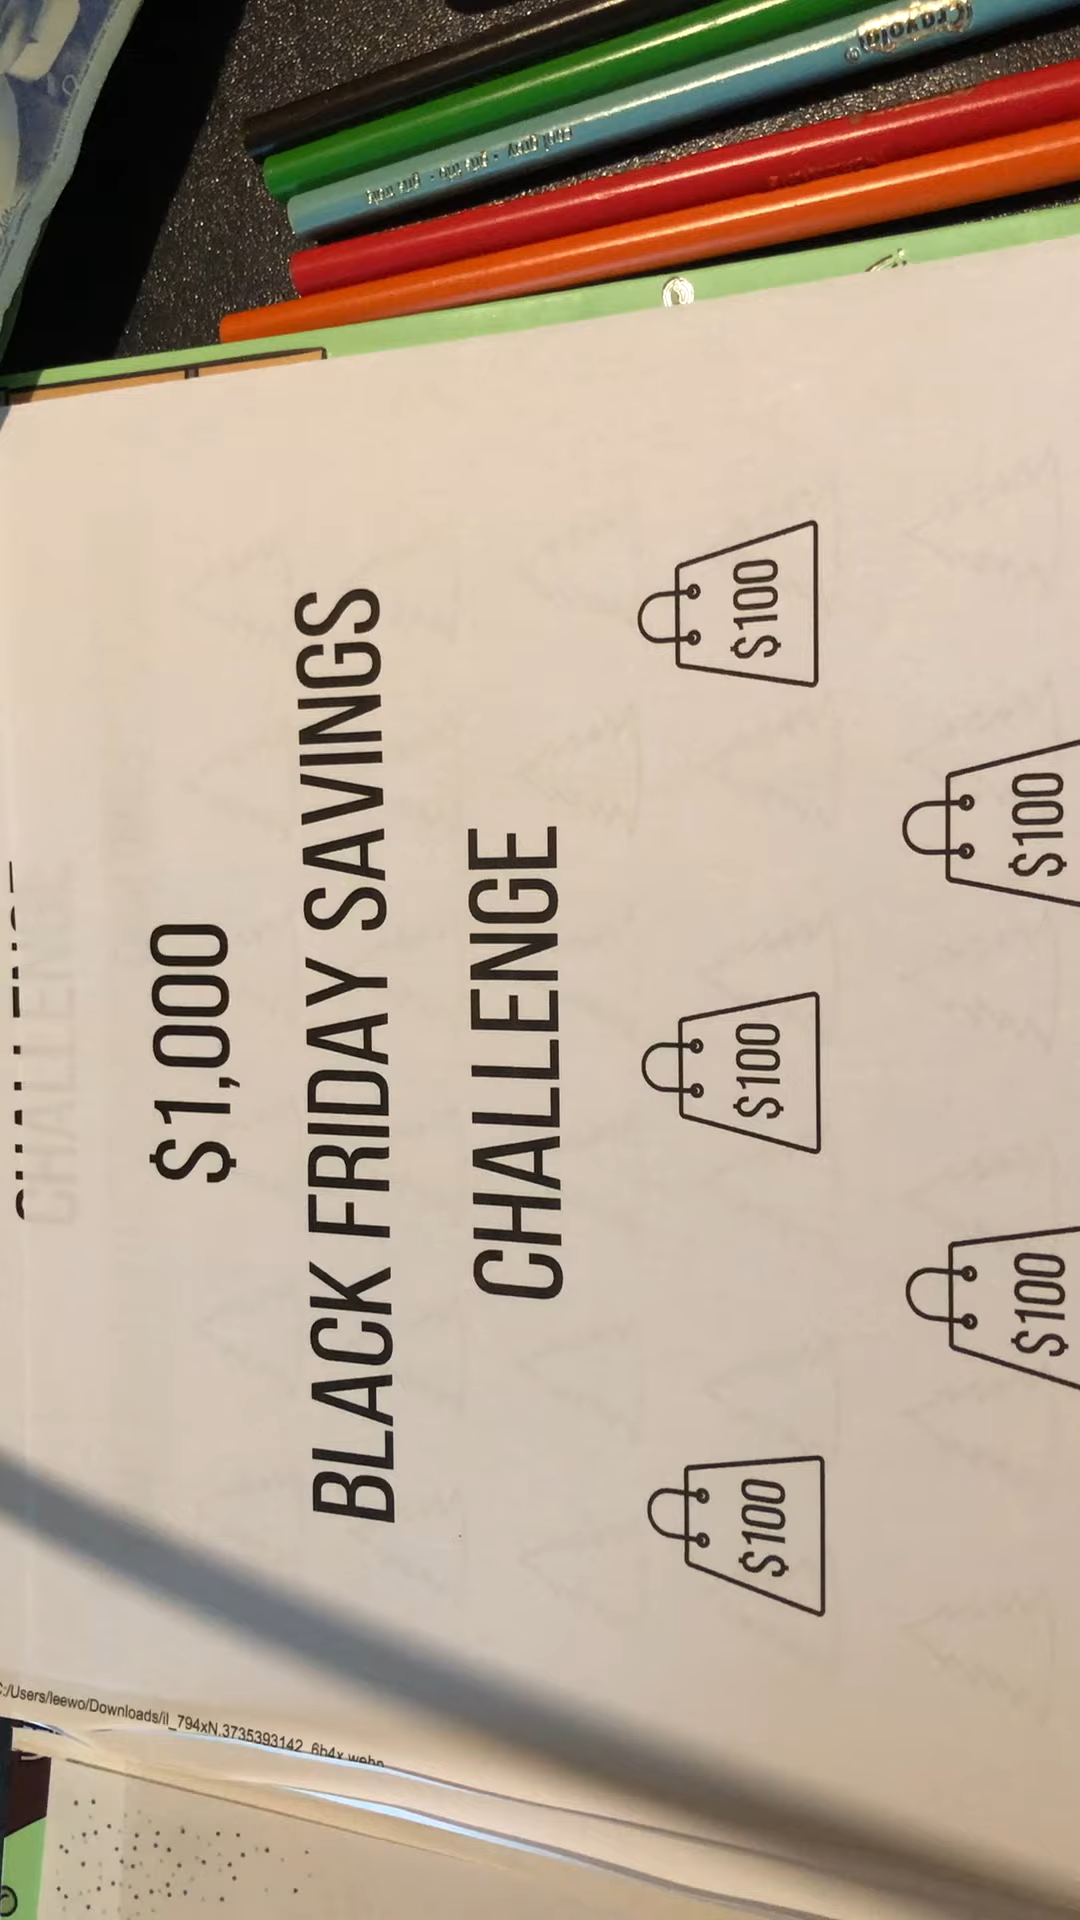 $1,000
BLACK FRIDAY SAVINGS
CHALLENGE
$100 $100 $100
$100 $100
CHALLENGE
C:/Users/leewo/Downloads/il_794xN.3735393142_6b4x.webp
Crayola